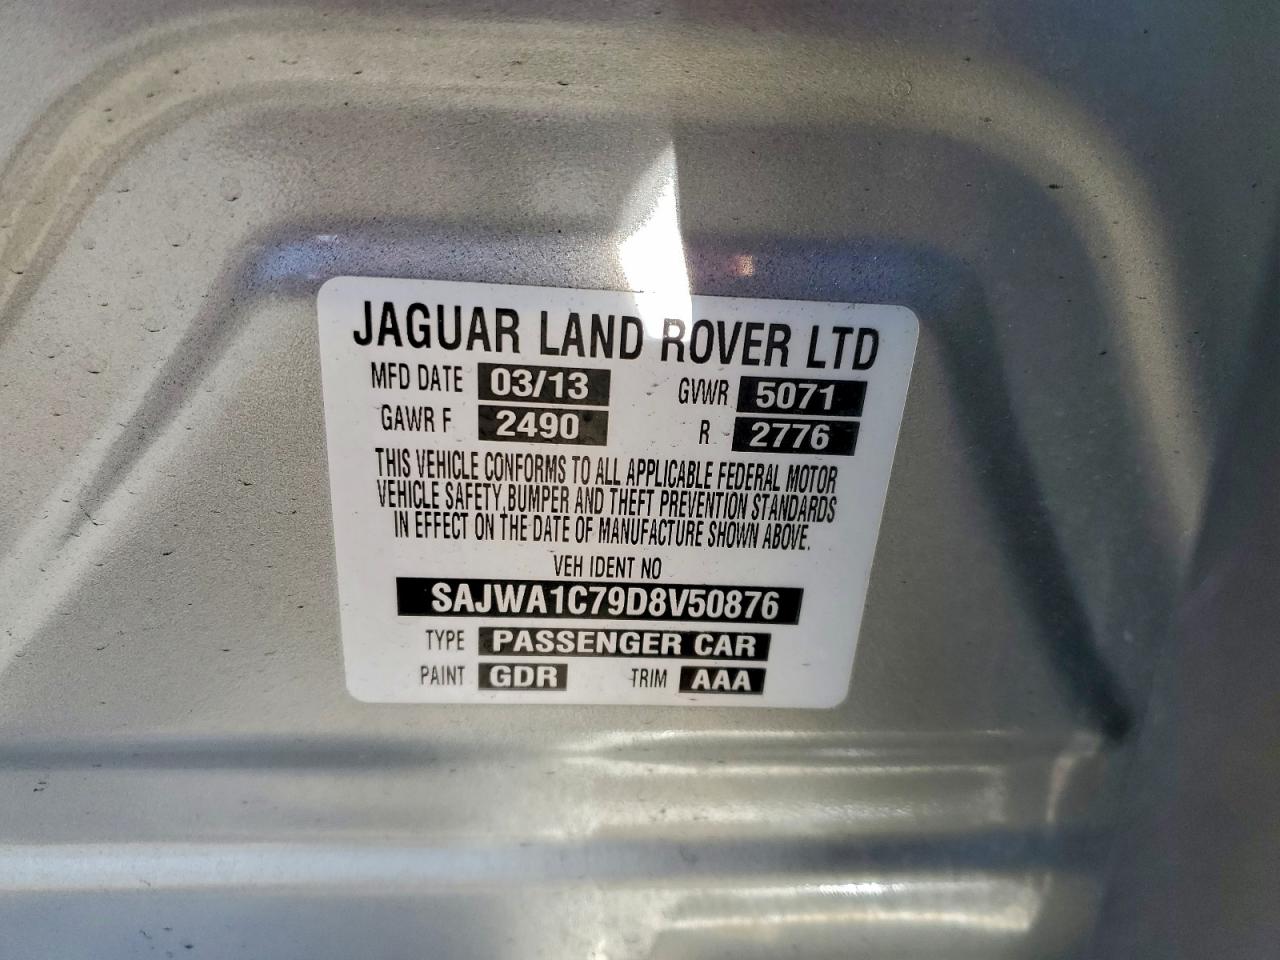 JAGUAR LAND ROVER LTD
MFD DATE 03/13 GVWR 5071
GAWR F 2490 R 2776
THIS VEHICLE CONFORMS TO ALL APPLICABLE FEDERAL MOTOR
VEHICLE SAFETY, BUMPER AND THEFT PREVENTION STANDARDS
IN EFFECT ON THE DATE OF MANUFACTURE SHOWN ABOVE.
VEH IDENT NO
SAJWA1C79D8V50876
TYPE PASSENGER CAR
PAINT GDR TRIM AAA